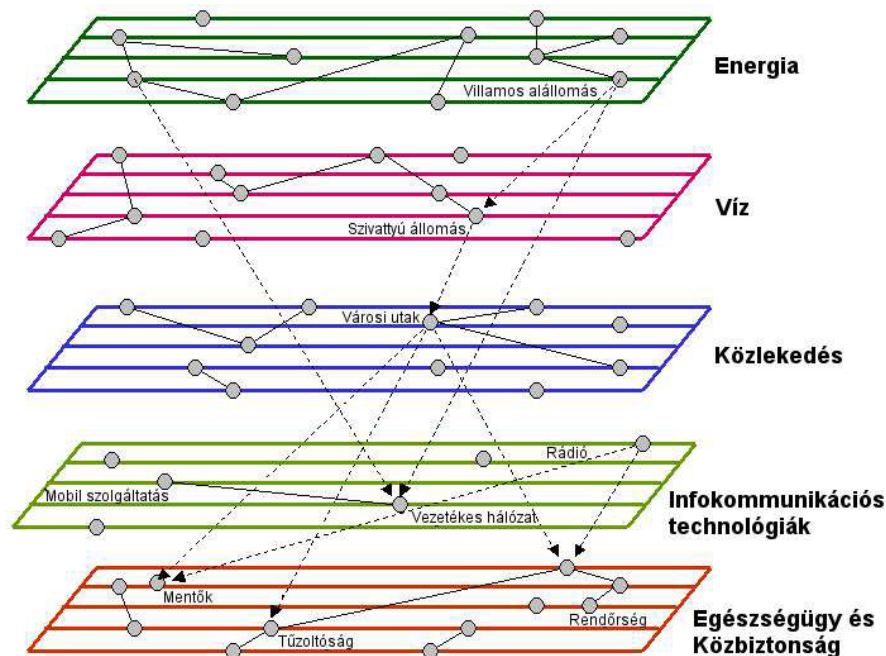 Energia
Villamos alállomás
Víz
Szivattyú állomás
Városi utak
Közlekedés
Rádió
Mobil szolgáltatás
Vezetékes hálózat
Infokommunikációs
technológiák
Mentők
Rendőrség
Tűzoltóság
Egészségügy és
Közbiztonság